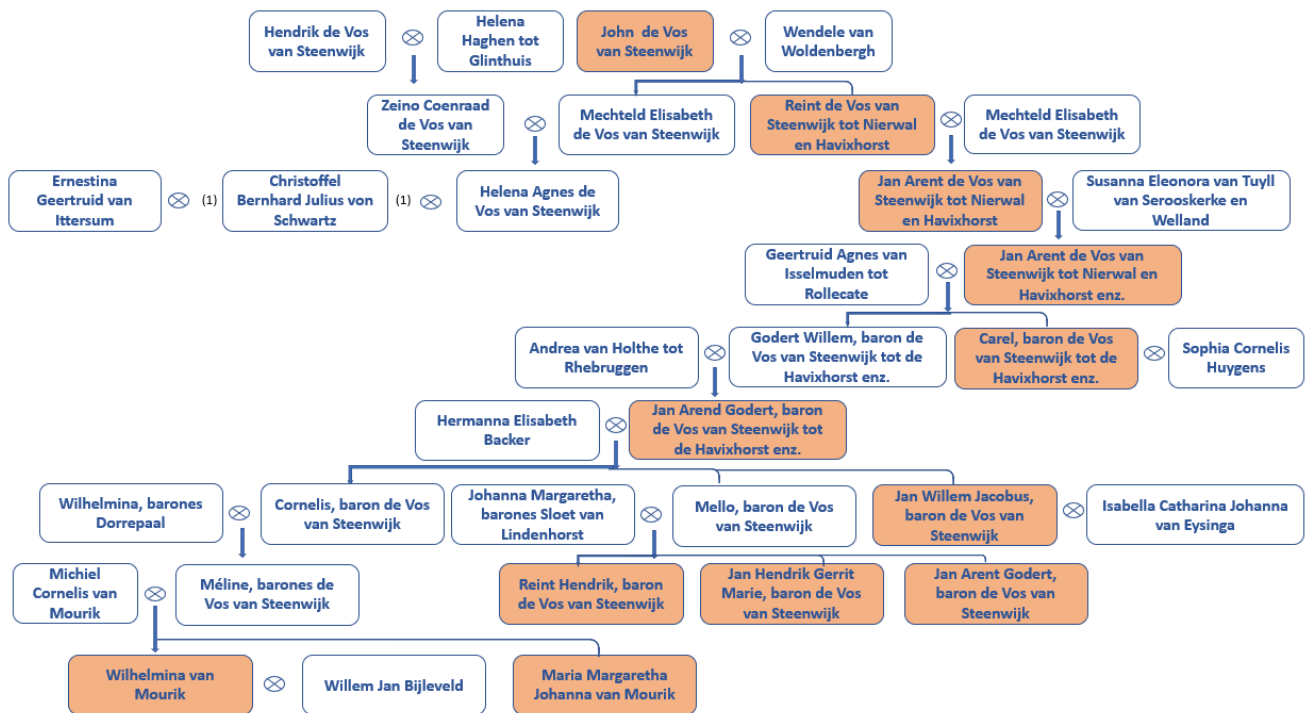 Hendrik de Vos
van Steenwijk
Helena
Haghen tot
Glinthuis
John  de Vos
van Steenwijk
Wendele van
Woldenbergh
Zeino Coenraad
de Vos van
Steenwijk
Mechteld Elisabeth
de Vos van Steenwijk
Reint de Vos van
Steenwijk tot Nierwal
en Havixhorst
Mechteld Elisabeth
de Vos van Steenwijk
Ernestina
Geertruid van
Ittersum
(1)
Christoffel
Bernhard Julius von
Schwartz
(1)
Helena Agnes de
Vos van Steenwijk
Jan Arent de Vos van
Steenwijk tot Nierwal
en Havixhorst
Susanna Eleonora van Tuyll
van Serooskerke en
Welland
Geertruid Agnes van
Isselmuden tot
Rollecate
Jan Arent de Vos van
Steenwijk tot Nierwal en
Havixhorst enz.
Andrea van Holthe tot
Rhebruggen
Godert Willem, baron de
Vos van Steenwijk tot de
Havixhorst enz.
Carel, baron de Vos
van Steenwijk tot de
Havixhorst enz.
Sophia Cornelis
Huygens
Hermanna Elisabeth
Backer
Jan Arend Godert, baron
de Vos van Steenwijk tot
de Havixhorst enz.
Wilhelmina, barones
Dorrepaal
Cornelis, baron de Vos
van Steenwijk
Johanna Margaretha,
barones Sloet van
Lindenhorst
Mello, baron de Vos
van Steenwijk
Jan Willem Jacobus,
baron de Vos van
Steenwijk
Isabella Catharina Johanna
van Eysinga
Michiel
Cornelis van
Mourik
Méline, barones de
Vos van Steenwijk
Reint Hendrik, baron
de Vos van Steenwijk
Jan Hendrik Gerrit
Marie, baron de Vos
van Steenwijk
Jan Arent Godert,
baron de Vos van
Steenwijk
Wilhelmina van
Mourik
Willem Jan Bijleveld
Maria Margaretha
Johanna van Mourik